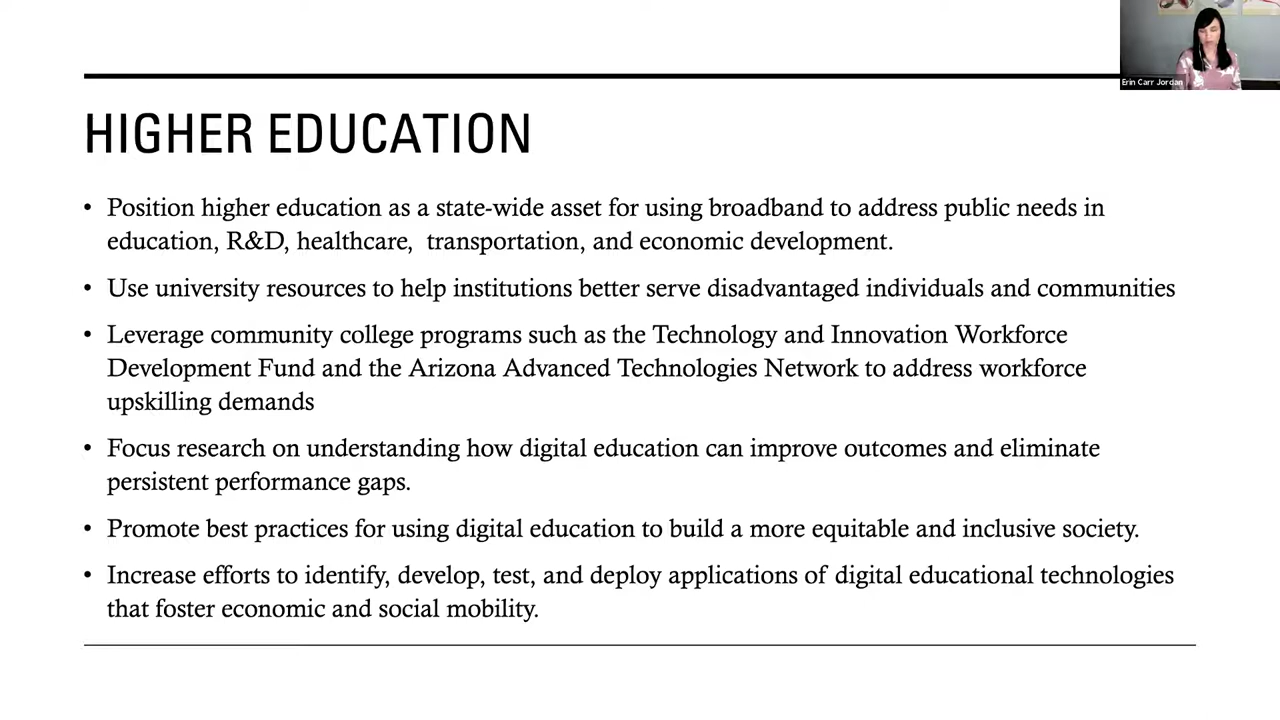 Erin Carr Jordan
HIGHER EDUCATION
• Position higher education as a state-wide asset for using broadband to address public needs in
education, R&D, healthcare,  transportation, and economic development.
• Use university resources to help institutions better serve disadvantaged individuals and communities
• Leverage community college programs such as the Technology and Innovation Workforce
Development Fund and the Arizona Advanced Technologies Network to address workforce
upskilling demands
• Focus research on understanding how digital education can improve outcomes and eliminate
persistent performance gaps.
• Promote best practices for using digital education to build a more equitable and inclusive society.
• Increase efforts to identify, develop, test, and deploy applications of digital educational technologies
that foster economic and social mobility.